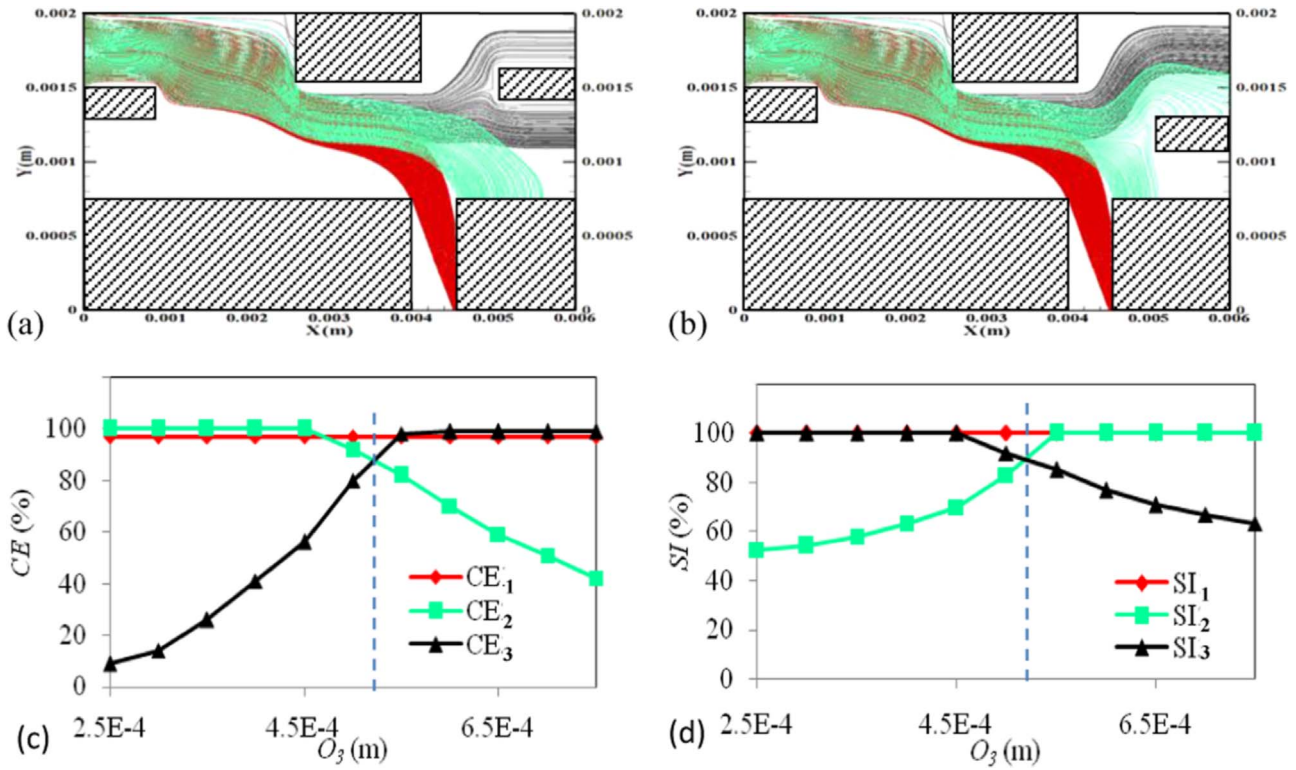 0.002
0.0015
0.001
0.0005
0
Y(m)
0.002
0.0015
0.001
0.0005
0
0 0.001 0.002 0.003 0.004 0.005 0.006
X(m)
(a)
0.002
0.0015
0.001
0.0005
0
Y(m)
0.002
0.0015
0.001
0.0005
0
0 0.001 0.002 0.003 0.004 0.005 0.006
X(m)
(b)
100
80
60
40
20
0
CE (%)
CE1
CE2
CE3
2.5E-4 4.5E-4 6.5E-4
O3 (m)
(c)
100
80
60
40
20
0
SI (%)
SI1
SI2
SI3
2.5E-4 4.5E-4 6.5E-4
O3 (m)
(d)